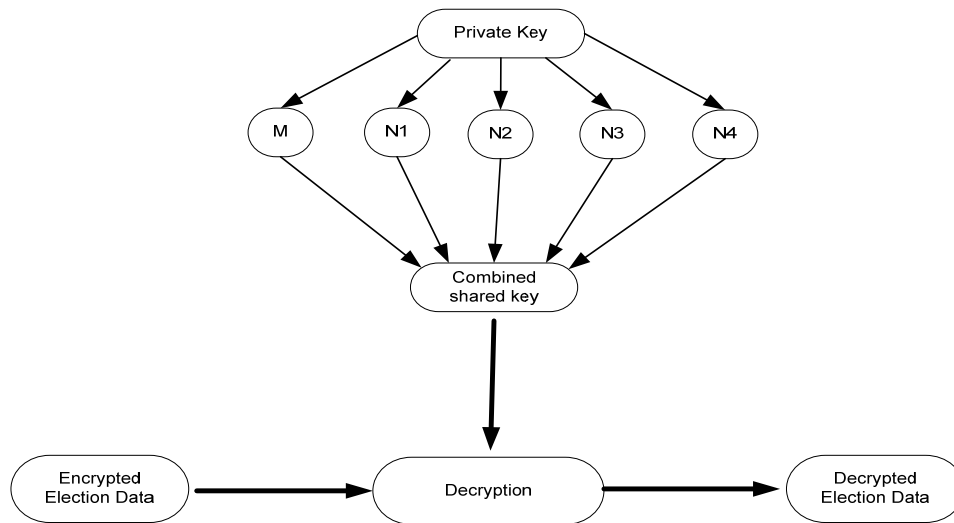 Private Key
M
N1
N2
N3
N4
Combined
shared key
Encrypted
Election Data
Decryption
Decrypted
Election Data